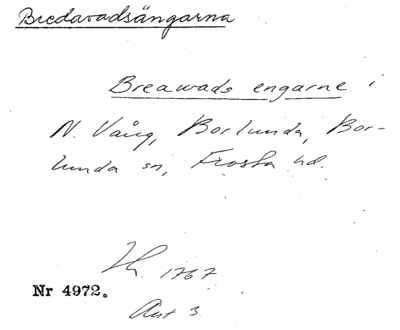 Bredavadsängarna
Breawads engarne i
N. Vång, Borlunda, Bor-
lunda sn, Frosta hd.
1767
Nr 4972.
Akt 3